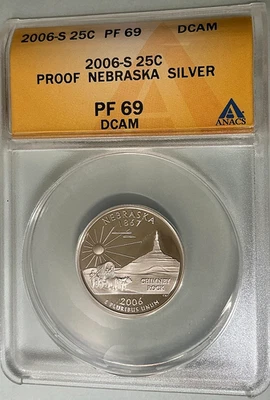 2006-S 25C PF 69 DCAM
2006-S 25C
PROOF NEBRASKA SILVER
PF 69
DCAM
ANACS
NEBRASKA
1867
CHIMNEY
ROCK
2006
E PLURIBUS UNUM